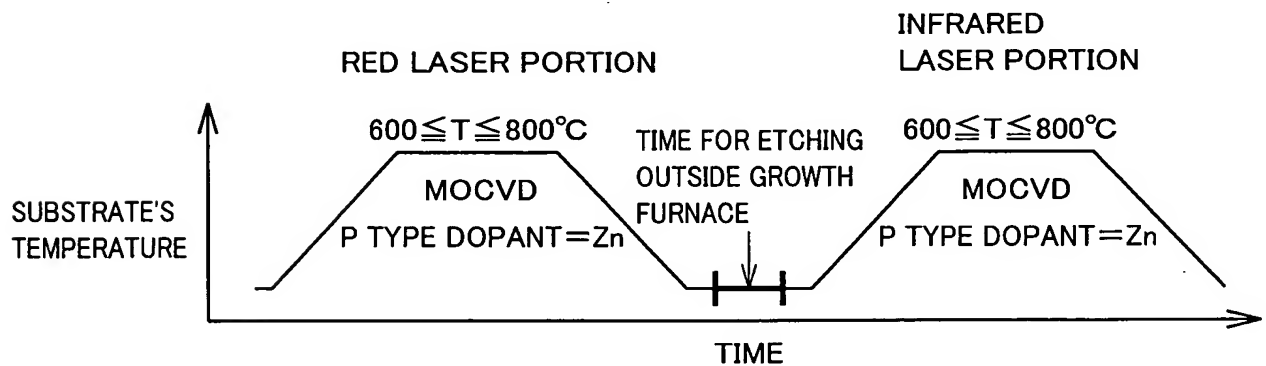 RED LASER PORTION
INFRARED
LASER PORTION
600≦T≦800°C
600≦T≦800°C
TIME FOR ETCHING
OUTSIDE GROWTH
FURNACE
MOCVD
P TYPE DOPANT=Zn
MOCVD
P TYPE DOPANT=Zn
SUBSTRATE'S
TEMPERATURE
TIME